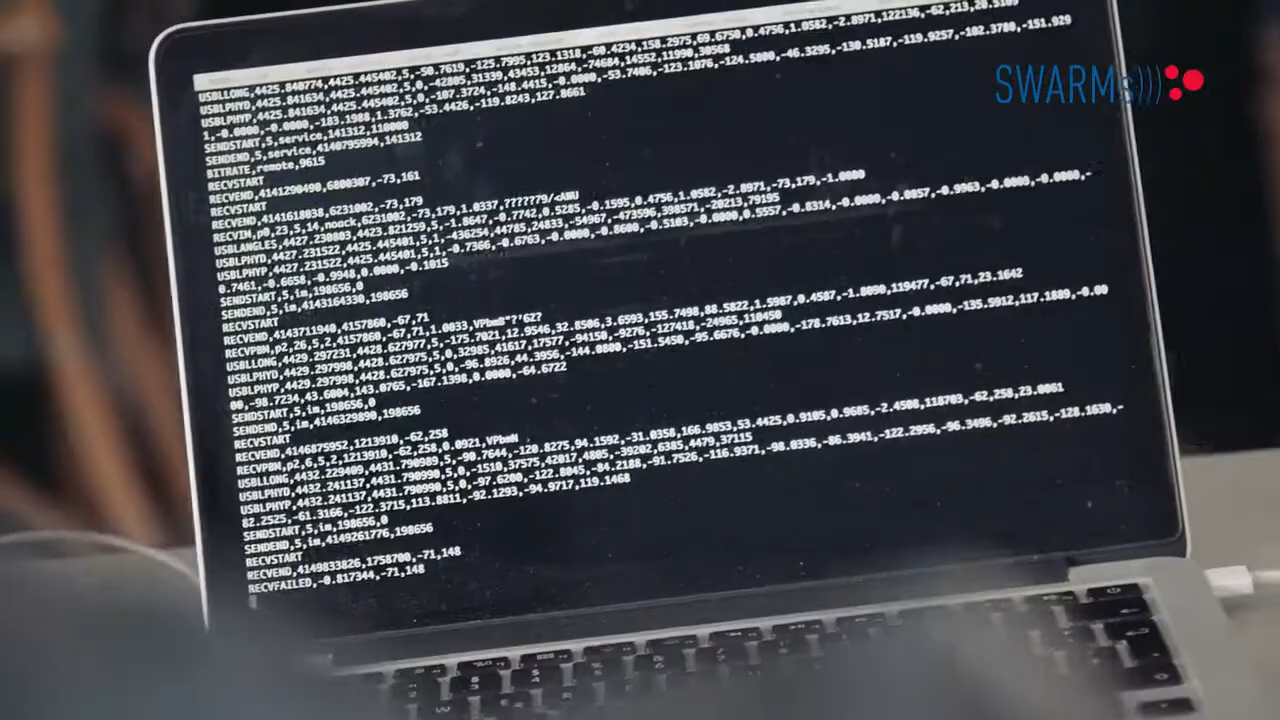 SWARMs
USBLLONG,4425.840774,4425.445402,5,-50.7619,-125.7995,123.1318,-60.4234,158.2975,69.6750,0.4756,1.0582,-2.8971,122136,-62,213,20.5109
USBLPHYD,4425.841634,4425.445402,5,0,-42805,31339,43453,12864,-74684,14552,11990,30568
USBLPHYP,4425.841634,4425.445402,5,0,-107.3724,-148.4415,-0.0000,-53.7406,-123.1076,-124.5800,-46.3295,-130.5187,-119.9257,-102.3780,-151.929
1,-0.0000,-0.0000,-183.1988,1.3762,-53.4426,-119.8243,127.8661
SENDSTART,5,service,141312,110000
SENDEND,5,service,4140795994,141312
BITRATE,remote,9615
RECVSTART
RECVEND,4141290490,6800307,-73,161
RECVSTART
RECVEND,4141618038,6231002,-73,179
RECVIM,p0,23,5,14,noack,6231002,-73,179,1.0337,???????9/<ANU
USBLANGLES,4427.230803,4423.821259,5,-1.8647,-0.7742,0.5285,-0.1595,0.4756,1.0582,-2.8971,-73,179,-1.0000
USBLPHYD,4427.231522,4425.445401,5,1,-436254,44785,24833,-54967,-473596,398571,-20213,79195
USBLPHYP,4427.231522,4425.445401,5,1,-0.7366,-0.6763,-0.0000,-0.8600,-0.5103,-0.0000,0.5557,-0.8314,-0.0000,-0.0857,-0.9963,-0.0000,-0.0000,-
0.7461,-0.6658,-0.9948,0.0000,-0.1015
SENDSTART,5,im,198656,0
SENDEND,5,im,4143164330,198656
RECVSTART
RECVEND,4143711940,4157860,-67,71
RECVPBM,p2,26,5,2,4157860,-67,71,1.0033,VPbmS"?'6Z?
USBLLONG,4429.297231,4428.627977,5,-175.7021,12.9546,32.8506,3.6593,155.7498,88.5822,1.5987,0.4587,-1.8090,119477,-67,71,23.1642
USBLPHYD,4429.297998,4428.627975,5,0,32985,41617,17577,-94150,-9276,-127418,-24965,110450
USBLPHYP,4429.297998,4428.627975,5,0,-96.8926,44.3956,-144.0800,-151.5450,-95.6676,-0.0000,-178.7613,12.7517,-0.0000,-135.5912,117.1889,-0.00
00,-98.7234,43.6004,143.0765,-167.1398,0.0000,-64.6722
SENDSTART,5,im,198656,0
SENDEND,5,im,4146329890,198656
RECVSTART
RECVEND,4146875952,1213910,-62,258
RECVPBM,p2,6,5,2,1213910,-62,258,0.0921,VPbmN
USBLLONG,4432.229409,4431.790989,5,-90.7644,-120.8275,94.1592,-31.0358,166.9853,53.4425,0.9105,0.9685,-2.4508,118703,-62,258,23.0061
USBLPHYD,4432.241137,4431.790990,5,0,-1510,37575,42017,4805,-39202,6385,4479,37115
USBLPHYP,4432.241137,4431.790990,5,0,-97.6200,-122.8045,-84.2188,-91.7526,-116.9371,-98.0336,-86.3941,-122.2956,-96.3496,-92.2615,-128.1630,-
82.2525,-61.3166,-122.3715,113.8811,-92.1293,-94.9717,119.1468
SENDSTART,5,im,198656,0
SENDEND,5,im,4149261776,198656
RECVSTART
RECVEND,4149833826,1758700,-71,148
RECVFAILED,-0.817344,-71,148